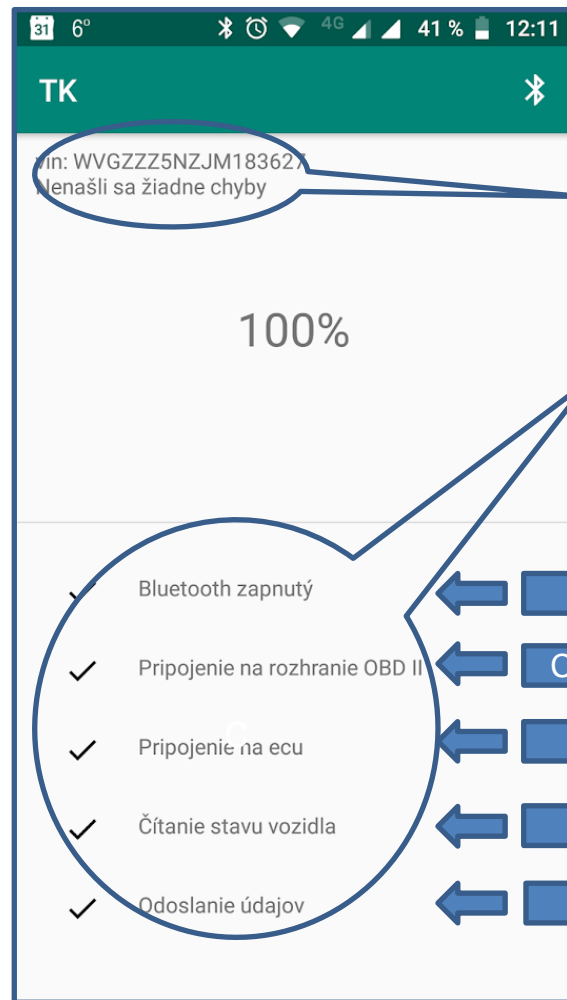 31 6° 4G 41 % 12:11
TK
vin: WVGZZZ5NZJM183627
Nenašli sa žiadne chyby
100%
Bluetooth zapnutý
Pripojenie na rozhranie OBD II
Pripojenie na ecu
Čítanie stavu vozidla
Odoslanie údajov